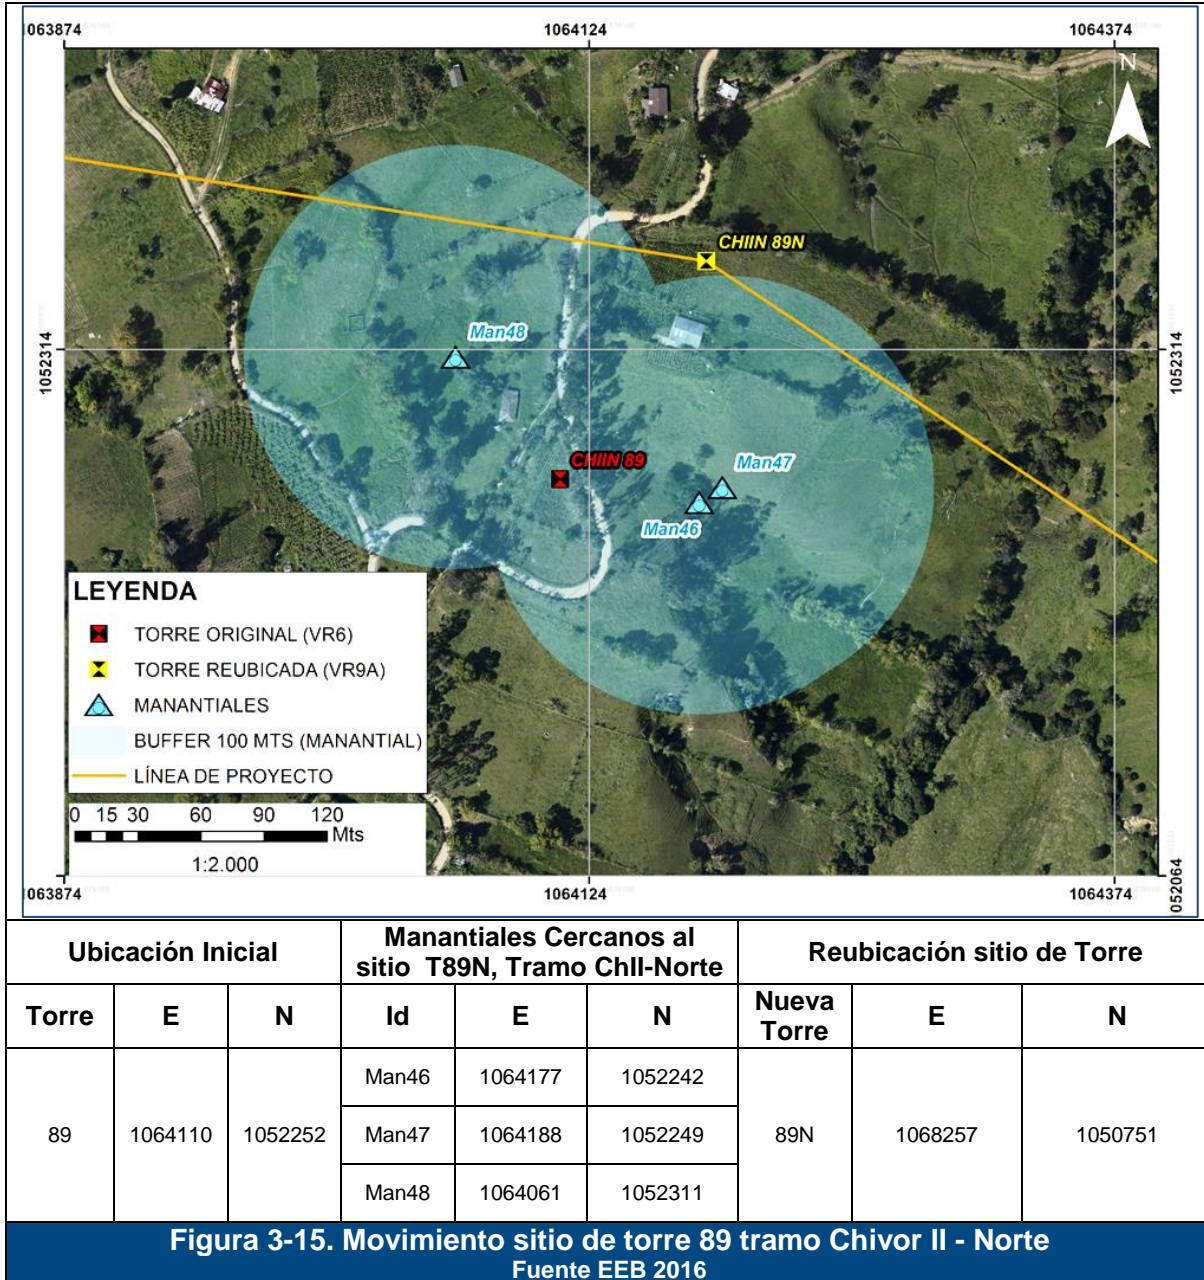 1063874 1064124 1064374
N
CHIIN 89N
Man48
1052314 1052314
CHIIN 89
Man47
Man46
LEYENDA
TORRE ORIGINAL (VR6)
TORRE REUBICADA (VR9A)
MANANTIALES
BUFFER 100 MTS (MANANTIAL)
LÍNEA DE PROYECTO
0 15 30 60 90 120
Mts
1:2.000
1052064
1063874 1064124 1064374
Ubicación Inicial
Manantiales Cercanos al
sitio T89N, Tramo ChII-Norte
Reubicación sitio de Torre
Torre E N Id E N Nueva Torre E N
Man46 1064177 1052242
89 1064110 1052252 Man47 1064188 1052249 89N 1068257 1050751
Man48 1064061 1052311
Figura 3-15. Movimiento sitio de torre 89 tramo Chivor II - Norte
Fuente EEB 2016